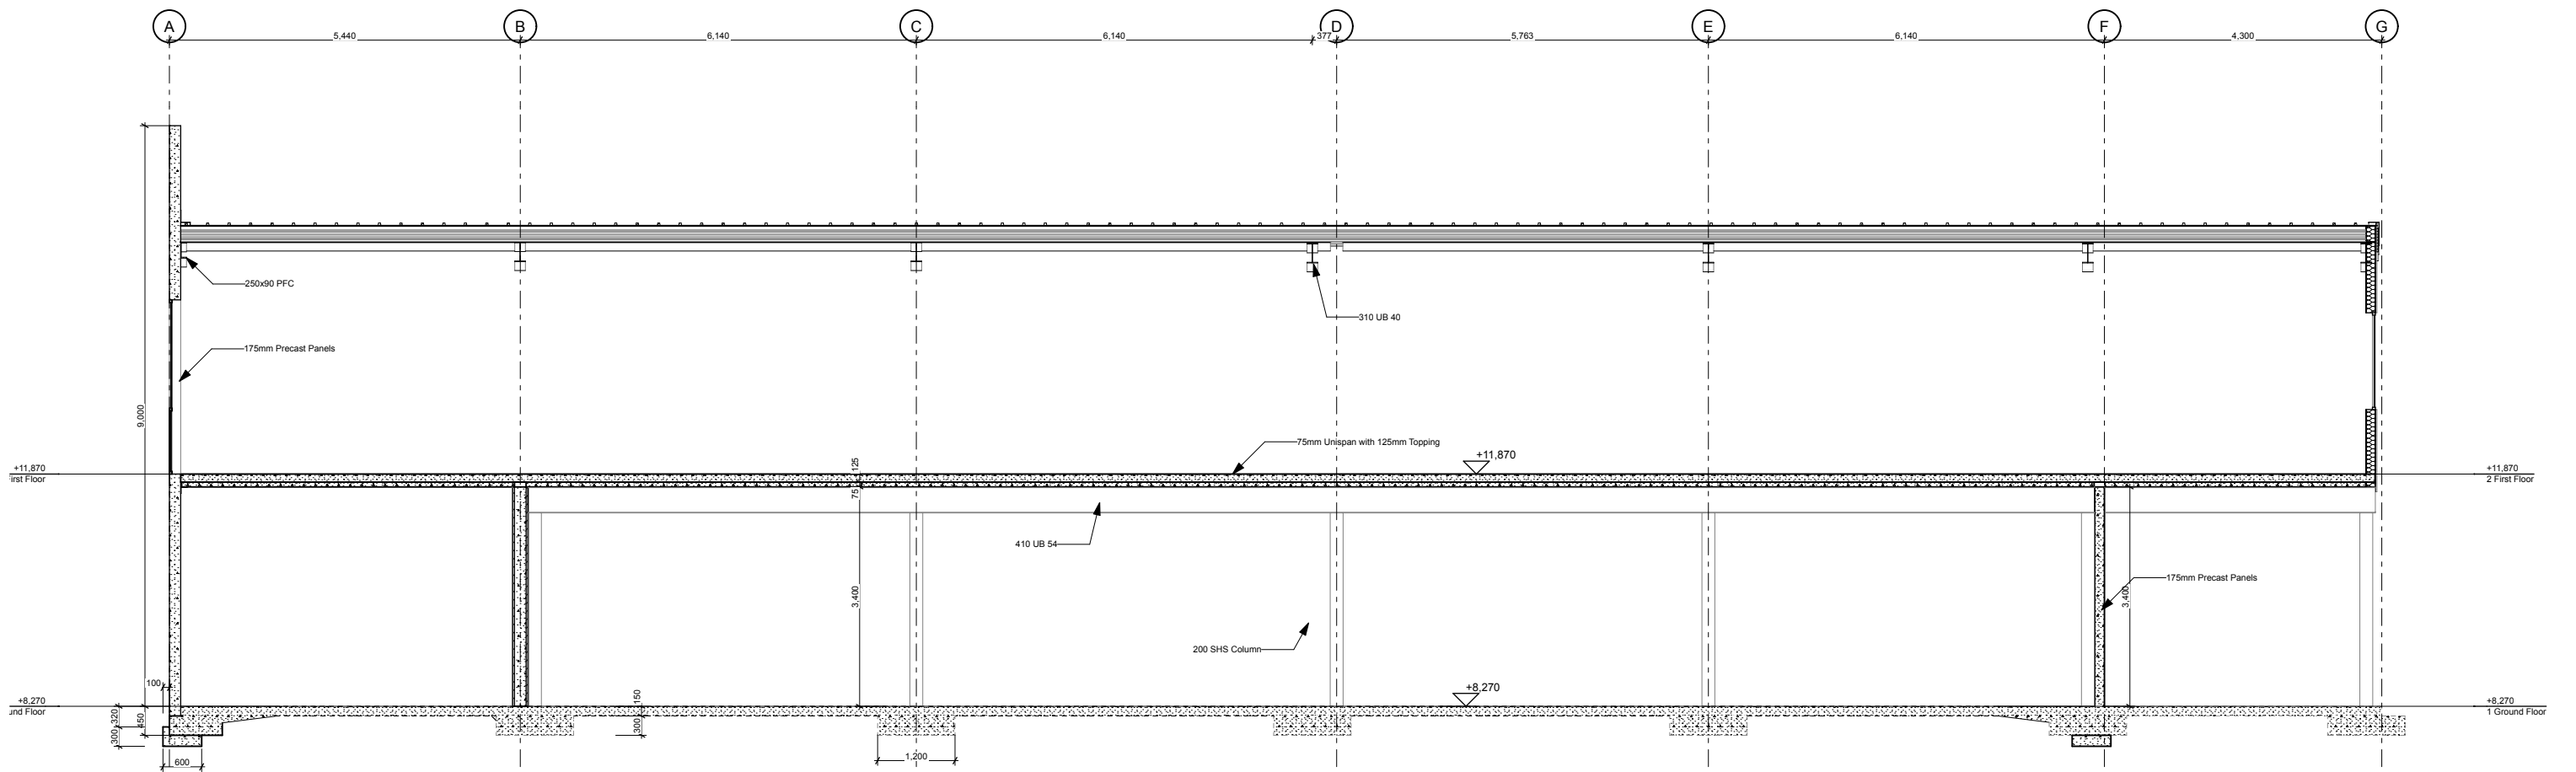 A
B
C
D
E
F
G
5,440
6,140
6,140
377
5,763
6,140
4,300
250x90 PFC
310 UB 40
175mm Precast Panels
9,000
75mm Unispan with 125mm Topping
+11,870
+11,870
irst Floor
+11,870
2 First Floor
125
75
410 UB 54
3,400
175mm Precast Panels
3,400
200 SHS Column
100
+8,270
+8,270
und Floor
+8,270
1 Ground Floor
320
450
300
150
300
600
1,200